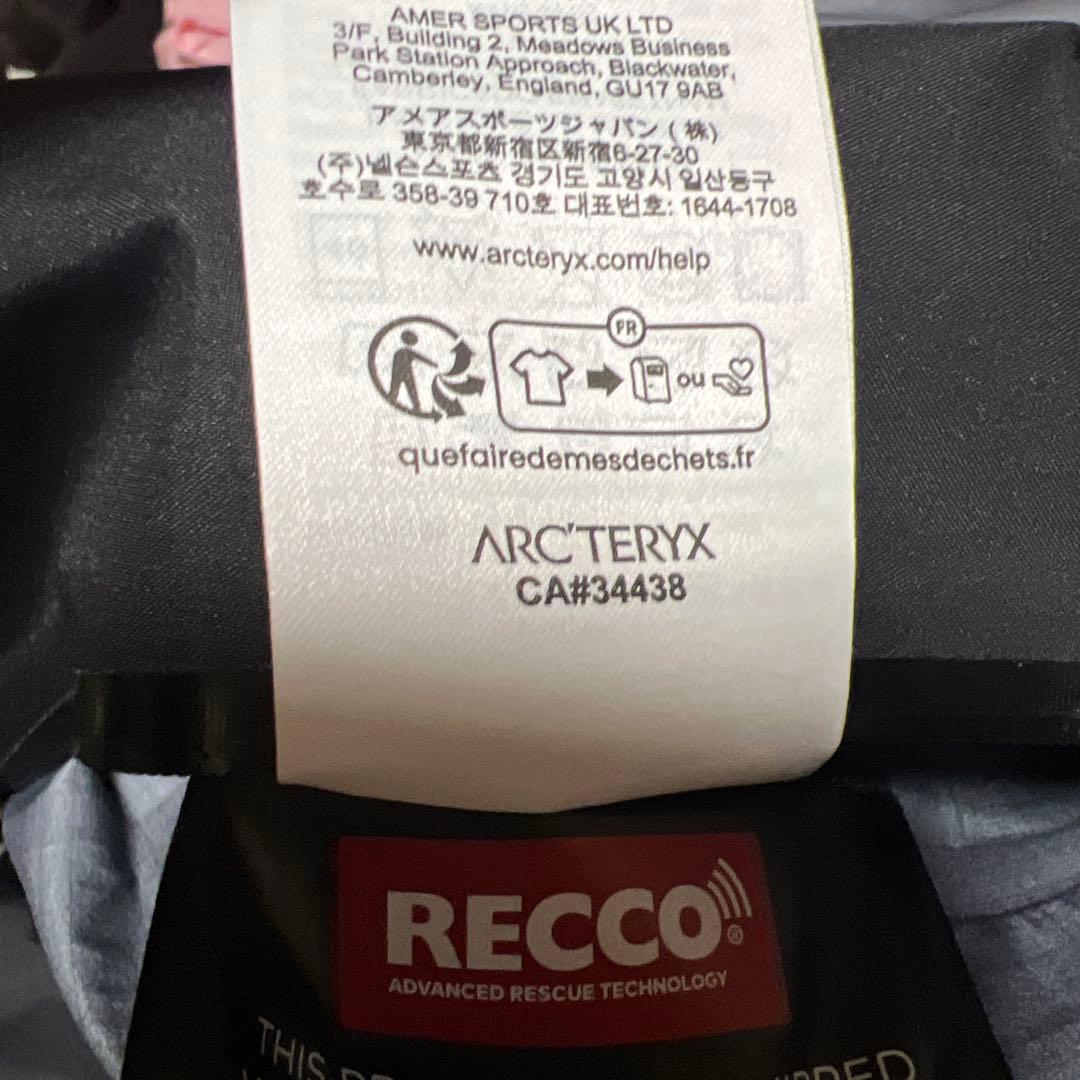 AMER SPORTS UK LTD
3/F, Building 2, Meadows Business
Park Station Approach, Blackwater,
Camberley, England, GU17 9AB
アメアスポーツジャパン(株)
東京都新宿区新宿6-27-30
(주)넬슨스포츠 경기도 고양시 일산동구
호수로 358-39 710호 대표번호: 1644-1708
www.arcteryx.com/help
FR
ou
quefairedemesdechets.fr
ARC'TERYX
CA#34438
RECCO®
ADVANCED RESCUE TECHNOLOGY
THIS